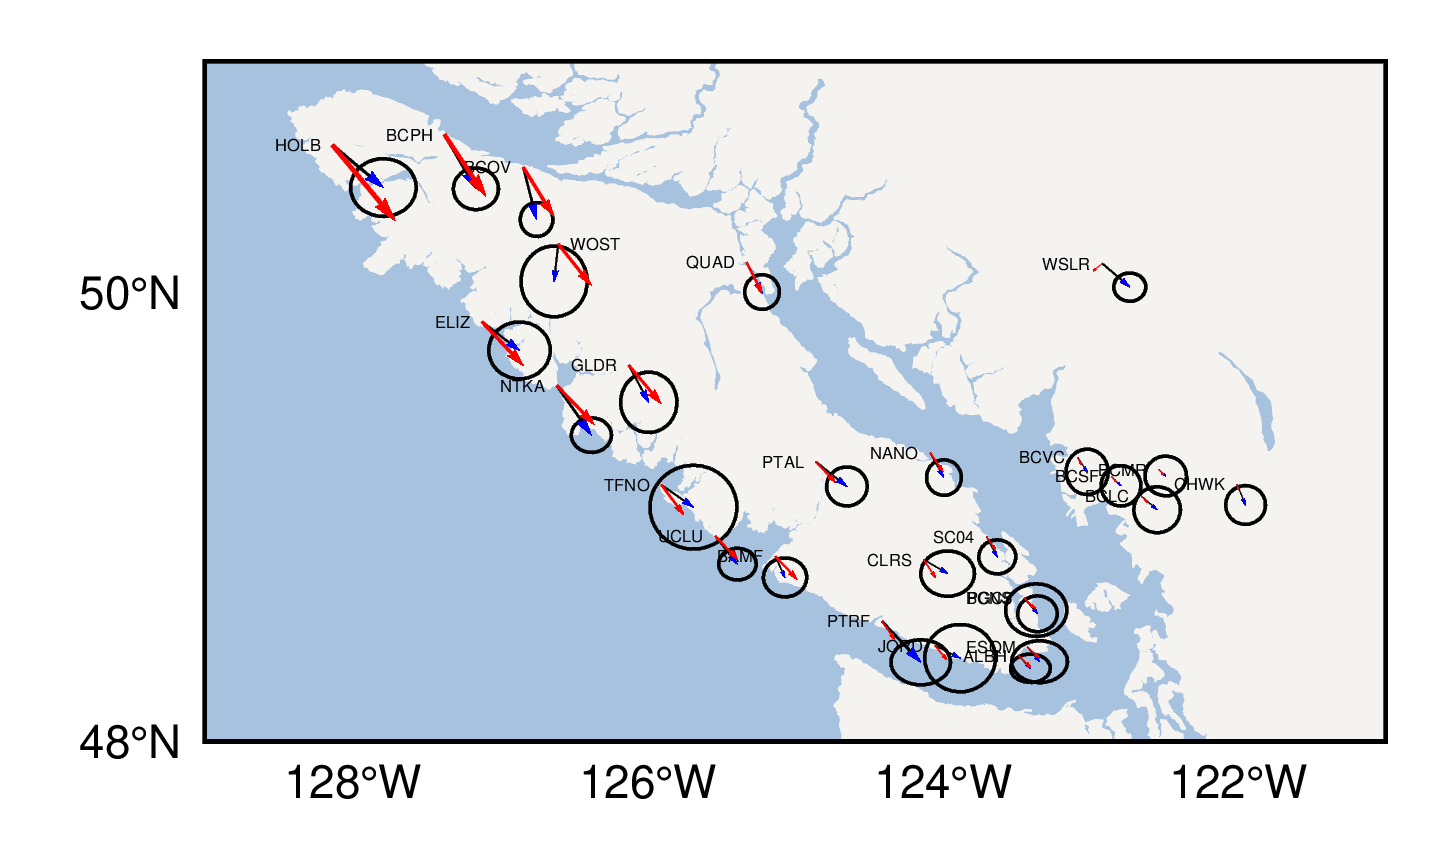 BCPH
HOLB
BCOV
WOST
QUAD
WSLR
50°N
ELIZ
GLDR
NTKA
NANO
BCVC
PTAL
BCMR
BCSF
CHWK
TFNO
BCLC
UCLU
SC04
BAMF
CLRS
PGC5
PTRF
JORD
ESQM
ALBH
48°N
128°W
126°W
124°W
122°W